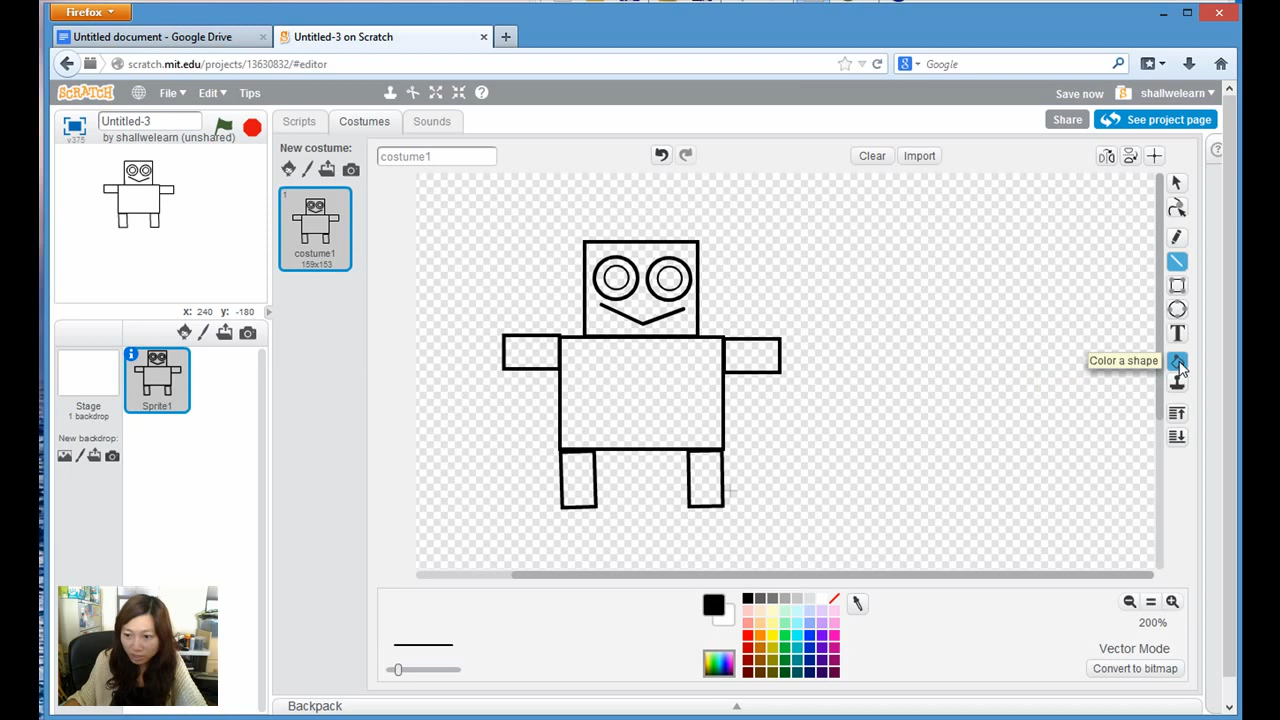 Firefox
Untitled document - Google Drive
Untitled-3 on Scratch
scratch.mit.edu/projects/13630832/#editor
Google
SCRATCH
File
Edit
Tips
Save now
shallwelearn
v375
Untitled-3
by shallwelearn (unshared)
Scripts
Costumes
Sounds
Share
See project page
New costume:
costume1
Clear
Import
1
costume1
159x153
x: 240 y: -180
Stage
1 backdrop
Sprite1
New backdrop:
T
Color a shape
200%
Vector Mode
Convert to bitmap
Backpack